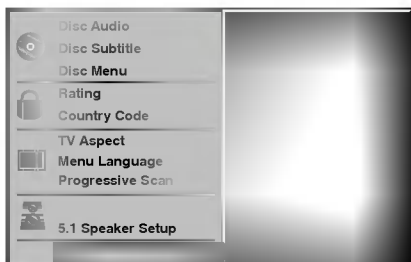 Disc Audio
Disc Subtitle
Disc Menu
Rating
Country Code
TV Aspect
Menu Language
Progressive Scan
5.1 Speaker Setup